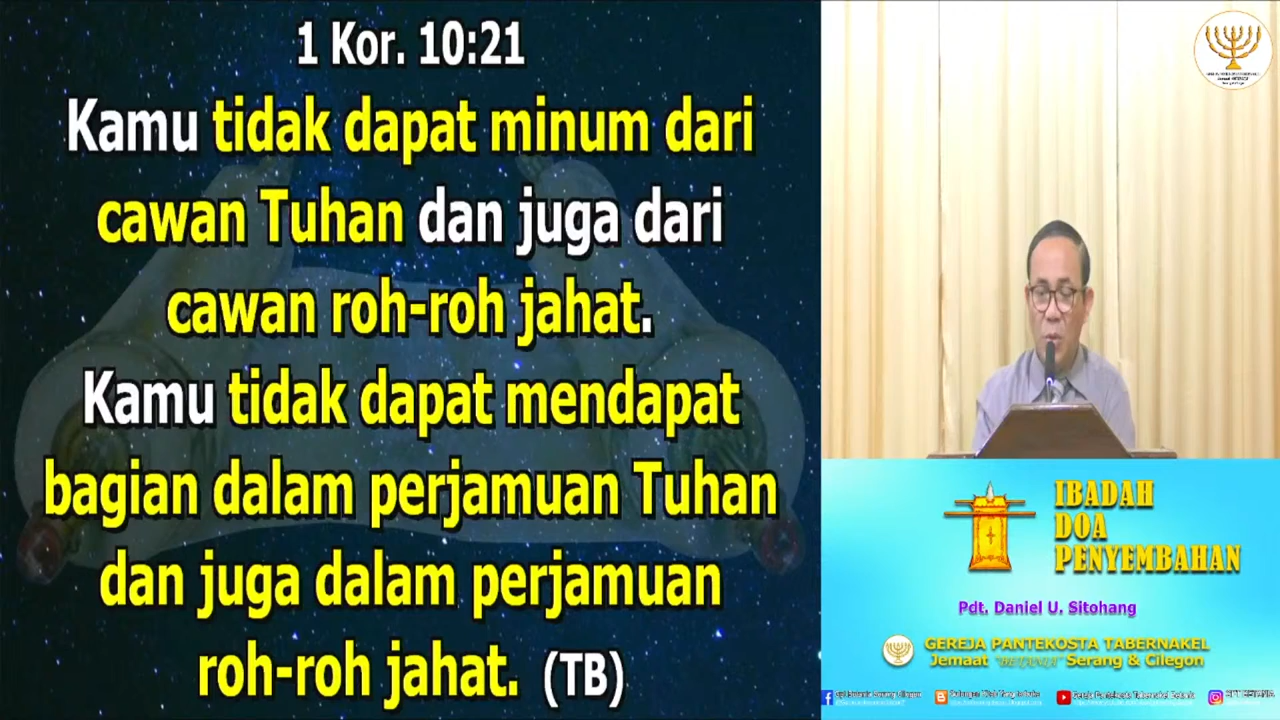 1 Kor. 10:21
Kamu tidak dapat minum dari
cawan Tuhan dan juga dari
cawan roh-roh jahat.
Kamu tidak dapat mendapat
bagian dalam perjamuan Tuhan
dan juga dalam perjamuan
roh-roh jahat. (TB)
IBADAH
DOA
PENYEMBAHAN
Pdt. Daniel U. Sitohang
GEREJA PANTEKOSTA TABERNAKEL
Jemaat "BETANIA" Serang & Cilegon